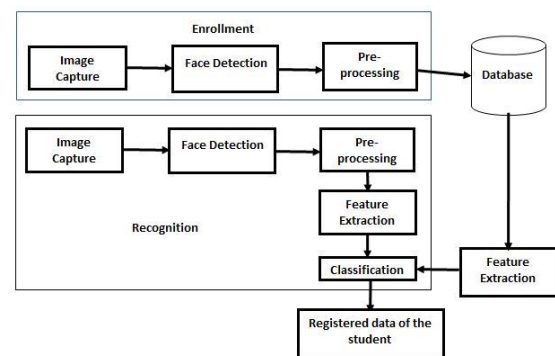 Enrollment
Image
Capture
Face Detection
Pre-
processing
Database
Image
Capture
Face Detection
Pre-
processing
Feature
Extraction
Recognition
Classification
Feature
Extraction
Registered data of the
student